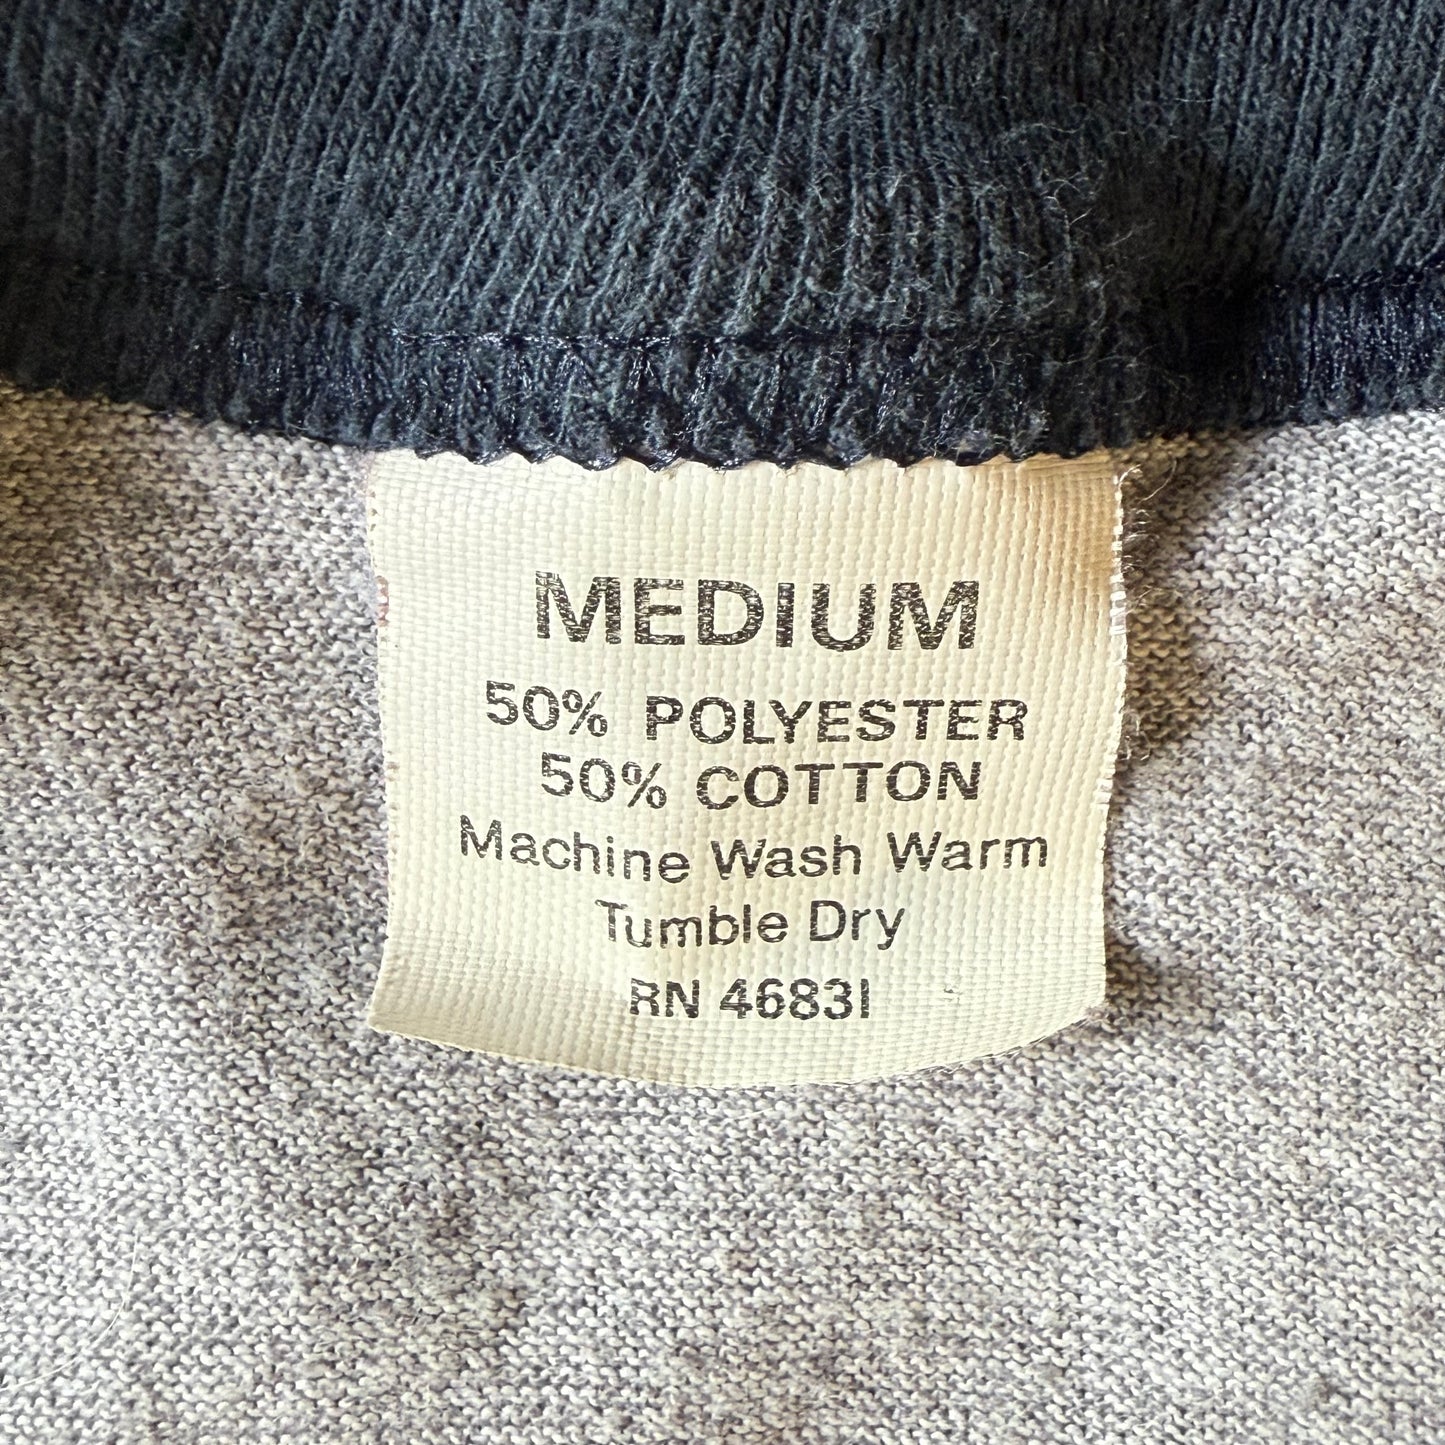 MEDIUM
50% POLYESTER
50% COTTON
Machine Wash Warm
Tumble Dry
RN 46831